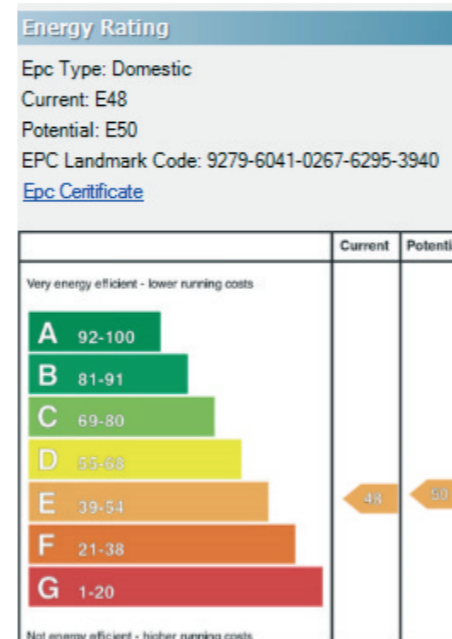 Energy Rating
Epc Type: Domestic
Current: E48
Potential: E50
EPC Landmark Code: 9279-6041-0267-6295-3940
Epc Ceritificate
Current Potenti
Very energy efficient - lower running costs
A 92-100
B 81-91
C 69-80
D 55-68
E 39-54 48 50
F 21-38
G 1-20
Not energy efficient - higher running costs